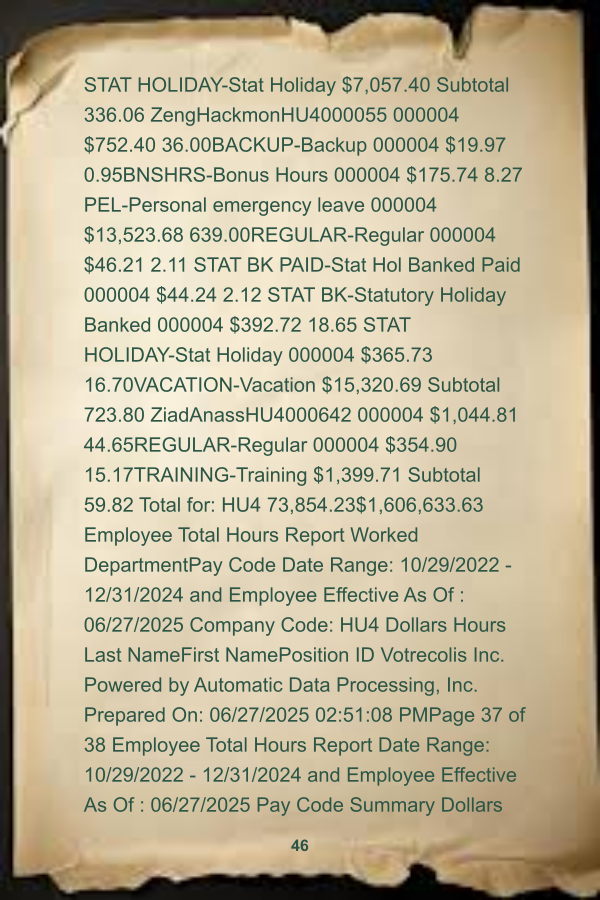 STAT HOLIDAY-Stat Holiday $7,057.40 Subtotal
336.06 ZengHackmonHU4000055 000004
$752.40 36.00BACKUP-Backup 000004 $19.97
0.95BNSHRS-Bonus Hours 000004 $175.74 8.27
PEL-Personal emergency leave 000004
$13,523.68 639.00REGULAR-Regular 000004
$46.21 2.11 STAT BK PAID-Stat Hol Banked Paid
000004 $44.24 2.12 STAT BK-Statutory Holiday
Banked 000004 $392.72 18.65 STAT
HOLIDAY-Stat Holiday 000004 $365.73
16.70VACATION-Vacation $15,320.69 Subtotal
723.80 ZiadAnassHU4000642 000004 $1,044.81
44.65REGULAR-Regular 000004 $354.90
15.17TRAINING-Training $1,399.71 Subtotal
59.82 Total for: HU4 73,854.23$1,606,633.63
Employee Total Hours Report Worked
DepartmentPay Code Date Range: 10/29/2022 -
12/31/2024 and Employee Effective As Of :
06/27/2025 Company Code: HU4 Dollars Hours
Last NameFirst NamePosition ID Votrecolis Inc.
Powered by Automatic Data Processing, Inc.
Prepared On: 06/27/2025 02:51:08 PMPage 37 of
38 Employee Total Hours Report Date Range:
10/29/2022 - 12/31/2024 and Employee Effective
As Of : 06/27/2025 Pay Code Summary Dollars
46